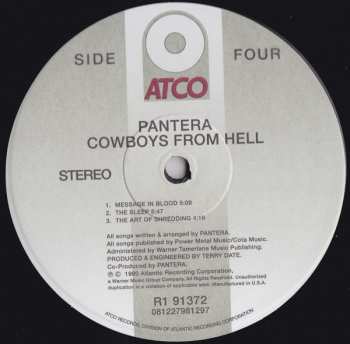 SIDE FOUR
ATCO
PANTERA
COWBOYS FROM HELL
STEREO
1. MESSAGE IN BLOOD 5:09
2. THE SLEEP 5:47
3. THE ART OF SHREDDING 4:16
All songs written & arranged by PANTERA.
All songs published by Power Metal Music/Cota Music.
Administered by Warner Tamerlane Music Publishing.
PRODUCED & ENGINEERED BY TERRY DATE.
Co-Produced by PANTERA.
℗ © 1990 Atlantic Recording Corporation,
a Warner Music Group Company. All Rights Reserved. Unauthorized
duplication is a violation of applicable laws. Manufactured in U.S.A.
R1 91372
081227981297
ATCO RECORDS, DIVISION OF ATLANTIC RECORDING CORPORATION